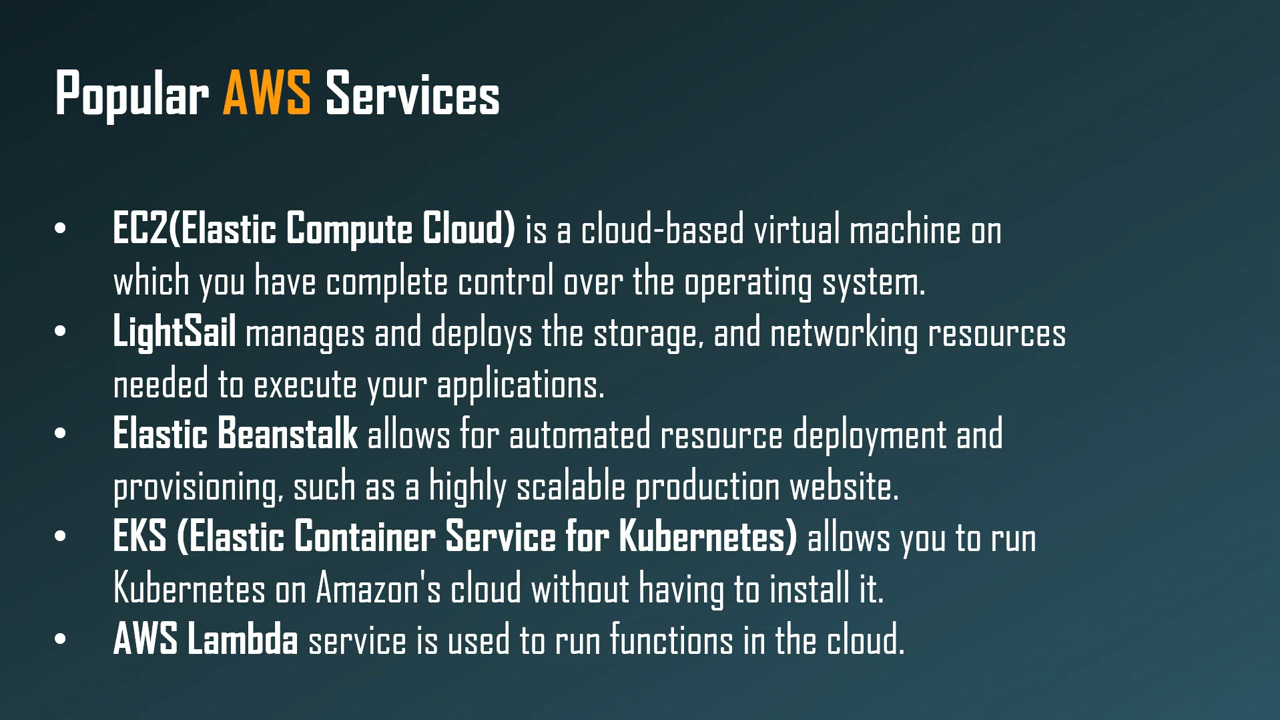 Popular AWS Services
• EC2(Elastic Compute Cloud) is a cloud-based virtual machine on
which you have complete control over the operating system.
• LightSail manages and deploys the storage, and networking resources
needed to execute your applications.
• Elastic Beanstalk allows for automated resource deployment and
provisioning, such as a highly scalable production website.
• EKS (Elastic Container Service for Kubernetes) allows you to run
Kubernetes on Amazon's cloud without having to install it.
• AWS Lambda service is used to run functions in the cloud.